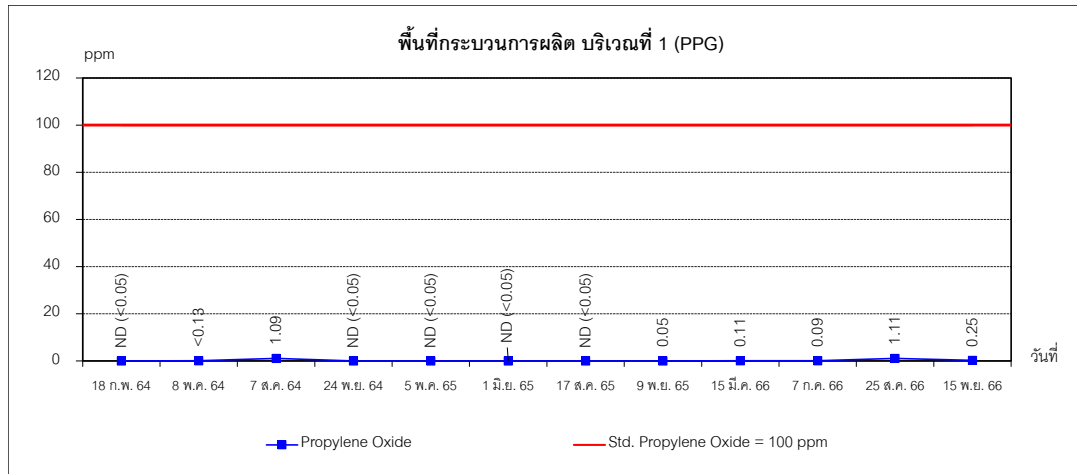 พื้นที่กระบวนการผลิต บริเวณที่ 1 (PPG)
ppm
120
100
80
60
40
20
0
ND (<0.05)
<0.13
1.09
ND (<0.05)
ND (<0.05)
ND (<0.05)
ND (<0.05)
0.05
0.11
0.09
1.11
0.25
วันที่
18 ก.พ. 64
8 พ.ค. 64
7 ส.ค. 64
24 พ.ย. 64
5 พ.ค. 65
1 มิ.ย. 65
17 ส.ค. 65
9 พ.ย. 65
15 มี.ค. 66
7 ก.ค. 66
25 ส.ค. 66
15 พ.ย. 66
Propylene Oxide
Std. Propylene Oxide = 100 ppm